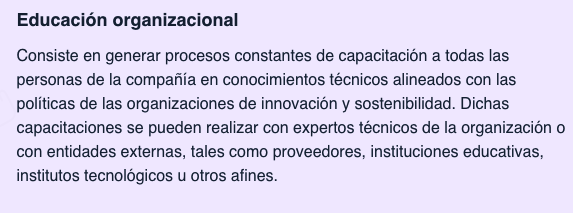 Educación organizacional
Consiste en generar procesos constantes de capacitación a todas las
personas de la compañía en conocimientos técnicos alineados con las
políticas de las organizaciones de innovación y sostenibilidad. Dichas
capacitaciones se pueden realizar con expertos técnicos de la organización o
con entidades externas, tales como proveedores, instituciones educativas,
institutos tecnológicos u otros afines.